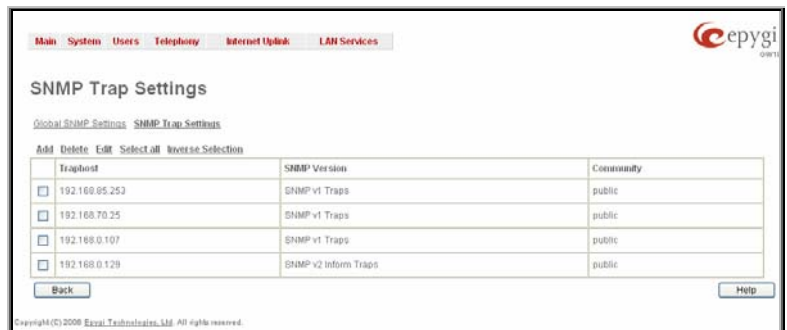 Main System Users Telephony Internet Uplink LAN Services
epygi
SNMP Trap Settings
Global SNMP Settings SNMP Trap Settings
Add Delete Edit Select all Inverse Selection
Traphost SNMP Version Community
192.168.85.253 SNMP v1 Traps public
192.168.70.25 SNMP v1 Traps public
192.168.0.107 SNMP v1 Traps public
192.168.0.129 SNMP v2 Inform Traps public
Back Help
Copyright (C) 2008 Epygi Technologies, Ltd. All rights reserved.